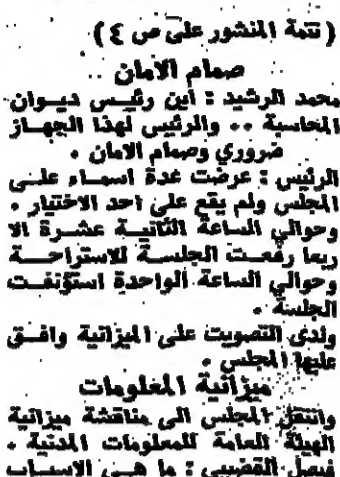 ( تتمة المنشور على ص ٤ )
صمام الامان ..
محمد الرشيد : أين رئيس ديوان
المحاسبة .. والرئيس لهذا الجهاز
ضروري وصمام الامان .
الرئيس : عرضت عدة اسماء على
المجلس ولم يقع على احد الاختيار .
وحوالي الساعة الثانية عشرة الا
ربعا رفعت الجلسة للاستراحة
وحوالي الساعة الواحدة استؤنفت
الجلسة .
ولدى التصويت على الميزانية وافق
عليها المجلس .
ميزانية المعلومات
وانتقل المجلس الى مناقشة ميزانية
الهيئة العامة للمعلومات المدنية .
فيصل القضيبي : ما هي الاسباب